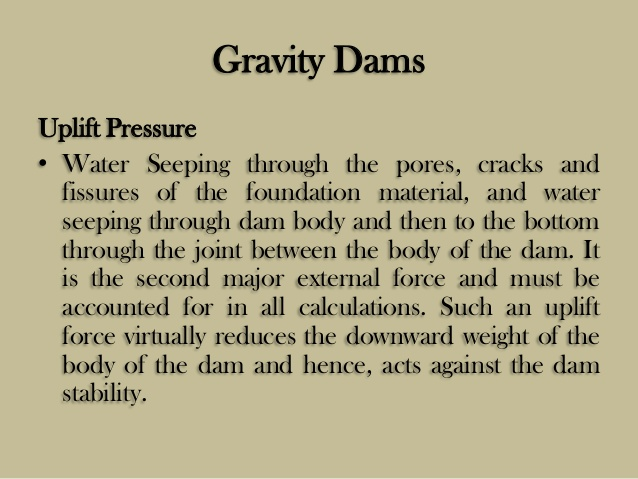 Gravity Dams
Uplift Pressure
• Water Seeping through the pores, cracks and
fissures of the foundation material, and water
seeping through dam body and then to the bottom
through the joint between the body of the dam. It
is the second major external force and must be
accounted for in all calculations. Such an uplift
force virtually reduces the downward weight of the
body of the dam and hence, acts against the dam
stability.